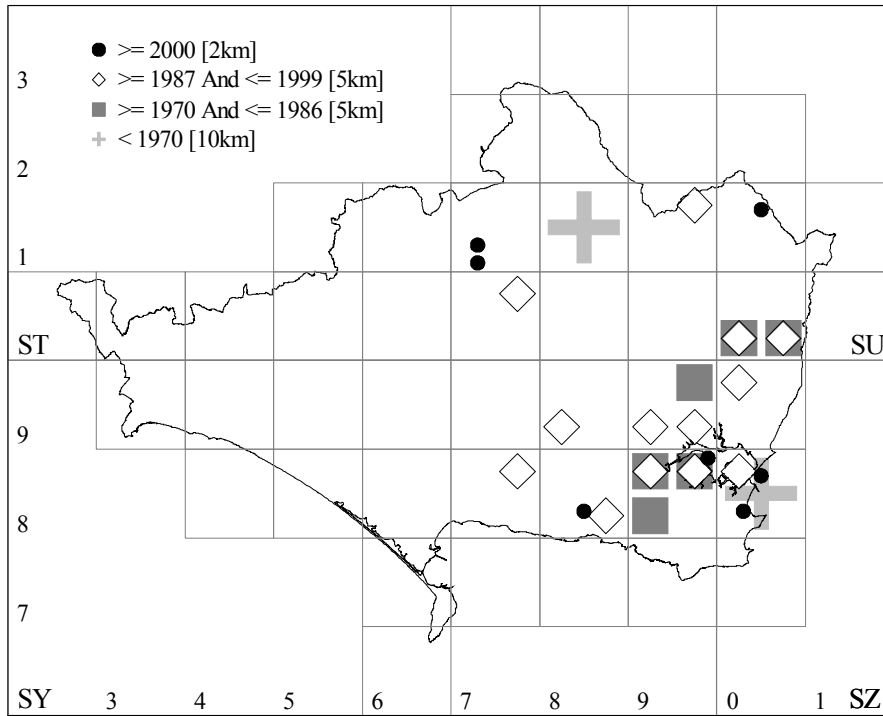 >= 2000 [2km]
3
>= 1987 And <= 1999 [5km]
>= 1970 And <= 1986 [5km]
< 1970 [10km]
2
1
ST SU
9
8
7
SY 3 4 5 6 7 8 9 0 1 SZ